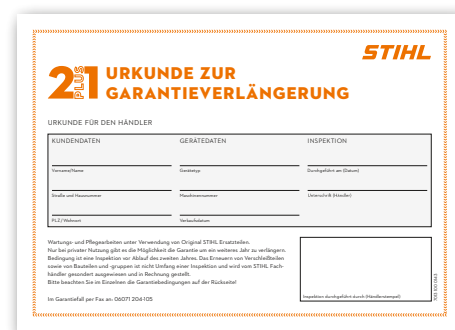 STIHL
2 PLUS 1 URKUNDE ZUR
GARANTIEVERLÄNGERUNG
URKUNDE FÜR DEN HÄNDLER
KUNDENDATEN GERÄTEDATEN INSPEKTION
Vorname/Name Gerätetyp Durchgeführt am (Datum)
Straße und Hausnummer Maschinennummer Unterschrift (Händler)
PLZ/Wohnort Verkaufsdatum
Wartungs- und Pflegearbeiten unter Verwendung von Original STIHL Ersatzteilen.
Nur bei privater Nutzung gibt es die Möglichkeit die Garantie um ein weiteres Jahr zu verlängern.
Bedingung ist eine Inspektion vor Ablauf des zweiten Jahres. Das Erneuern von Verschleißteilen
sowie von Bauteilen und -gruppen ist nicht Umfang einer Inspektion und wird vom STIHL Fach-
händler gesondert ausgewiesen und in Rechnung gestellt.
Bitte beachten Sie im Einzelnen die Garantiebedingungen auf der Rückseite!
Im Garantiefall per Fax an: 06071 204-105
Inspektion durchgeführt durch (Händlerstempel)